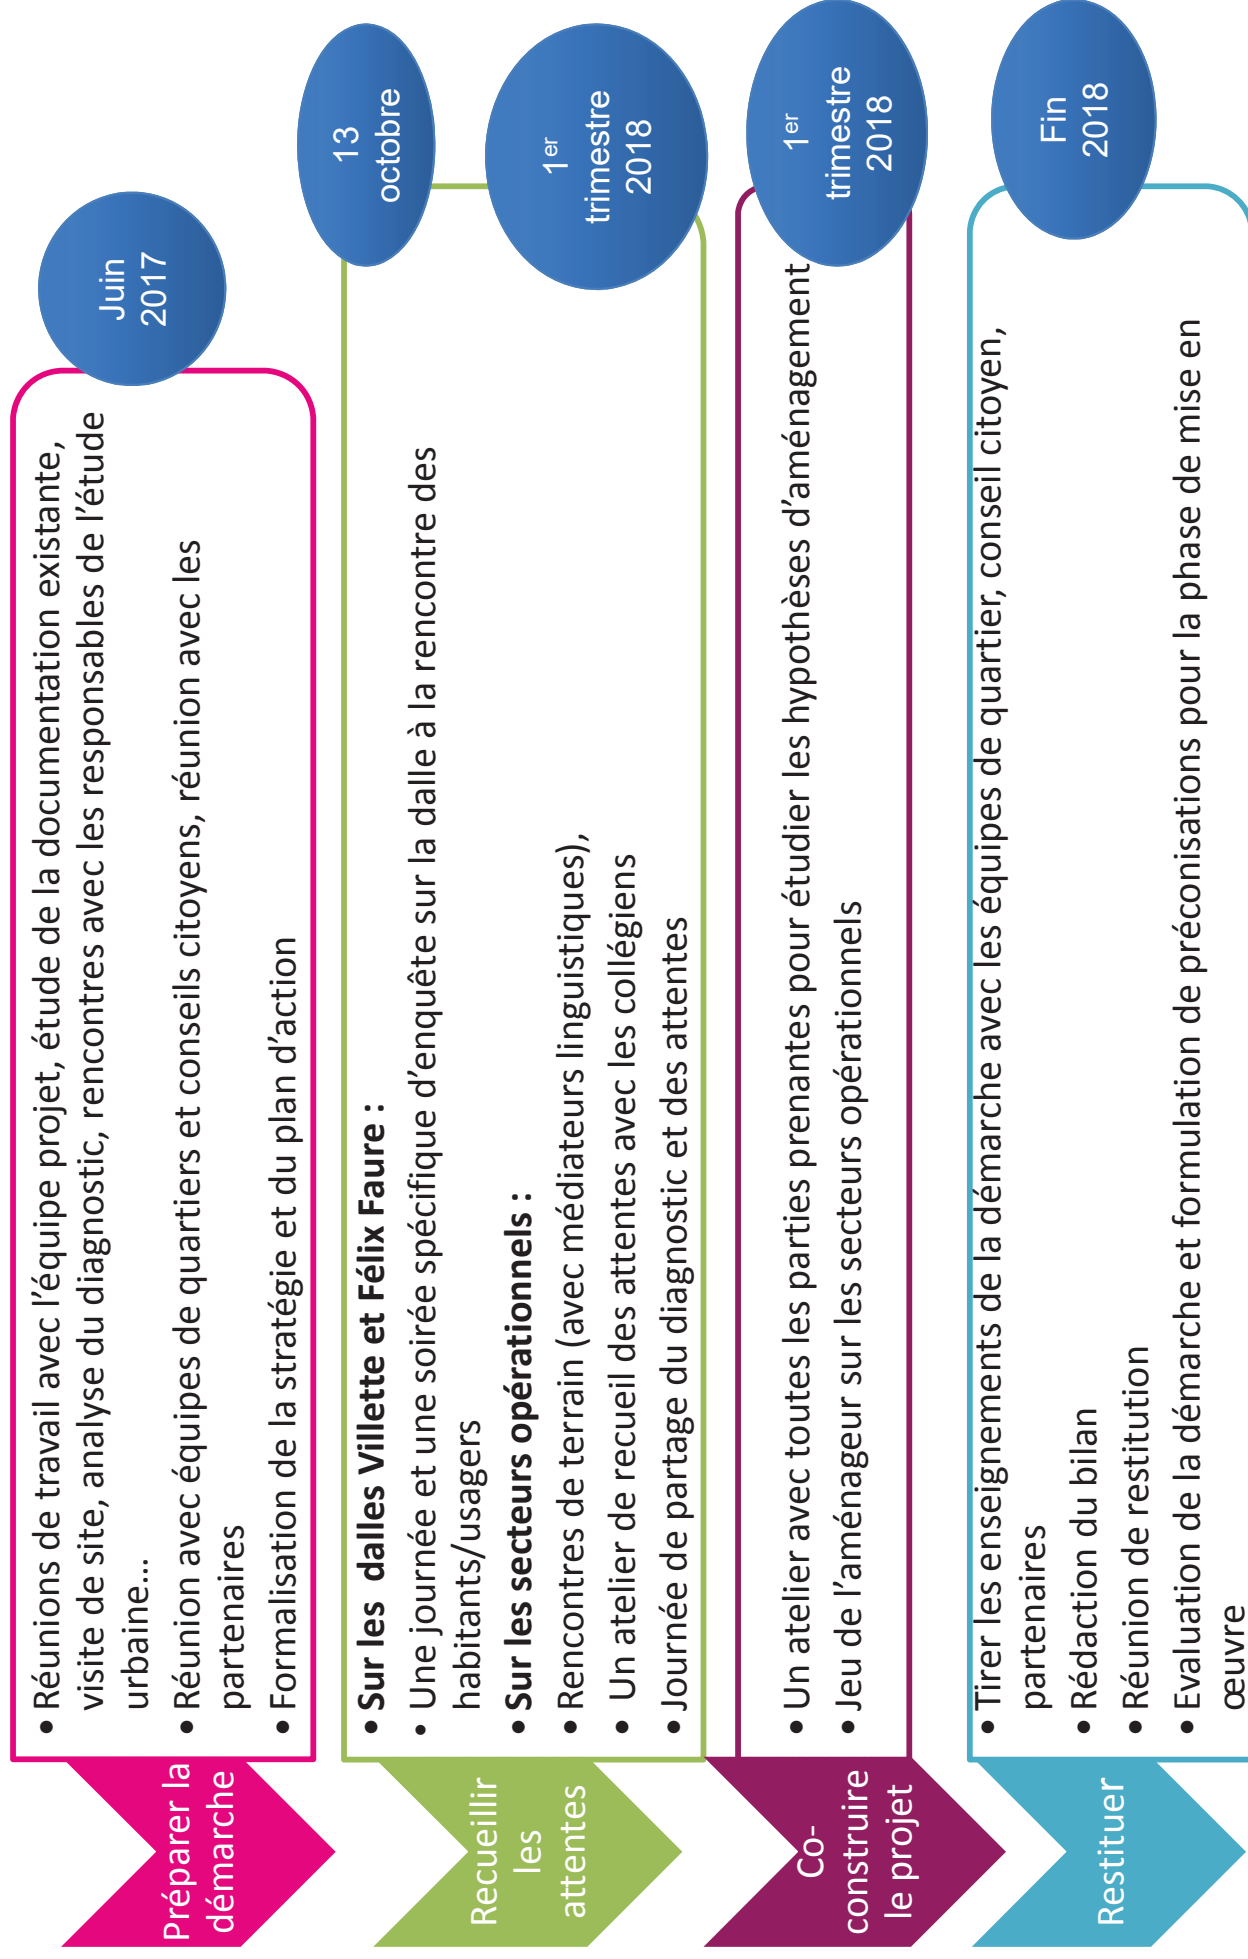 Préparer la
démarche
• Réunions de travail avec l'équipe projet, étude de la documentation existante,
visite de site, analyse du diagnostic, rencontres avec les responsables de l'étude
urbaine…
• Réunion avec équipes de quartiers et conseils citoyens, réunion avec les
partenaires
• Formalisation de la stratégie et du plan d'action
Juin
2017
Recueillir
les
attentes
• Sur les dalles Villette et Félix Faure :
• Une journée et une soirée spécifique d'enquête sur la dalle à la rencontre des
habitants/usagers
• Sur les secteurs opérationnels :
• Rencontres de terrain (avec médiateurs linguistiques),
• Un atelier de recueil des attentes avec les collégiens
• Journée de partage du diagnostic et des attentes
13
octobre
1er
trimestre
2018
Co-
construire
le projet
• Un atelier avec toutes les parties prenantes pour étudier les hypothèses d'aménagement
• Jeu de l'aménageur sur les secteurs opérationnels
1er
trimestre
2018
Restituer
• Tirer les enseignements de la démarche avec les équipes de quartier, conseil citoyen,
partenaires
• Rédaction du bilan
• Réunion de restitution
• Evaluation de la démarche et formulation de préconisations pour la phase de mise en
œuvre
Fin
2018